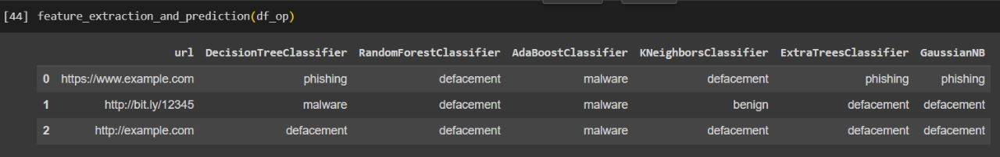 [44] feature_extraction_and_prediction(df_op)
url DecisionTreeClassifier RandomForestClassifier AdaBoostClassifier KNeighborsClassifier ExtraTreesClassifier GaussianNB
0 https://www.example.com phishing defacement malware defacement phishing phishing
1 http://bit.ly/12345 malware defacement malware benign defacement defacement
2 http://example.com defacement defacement malware defacement defacement defacement